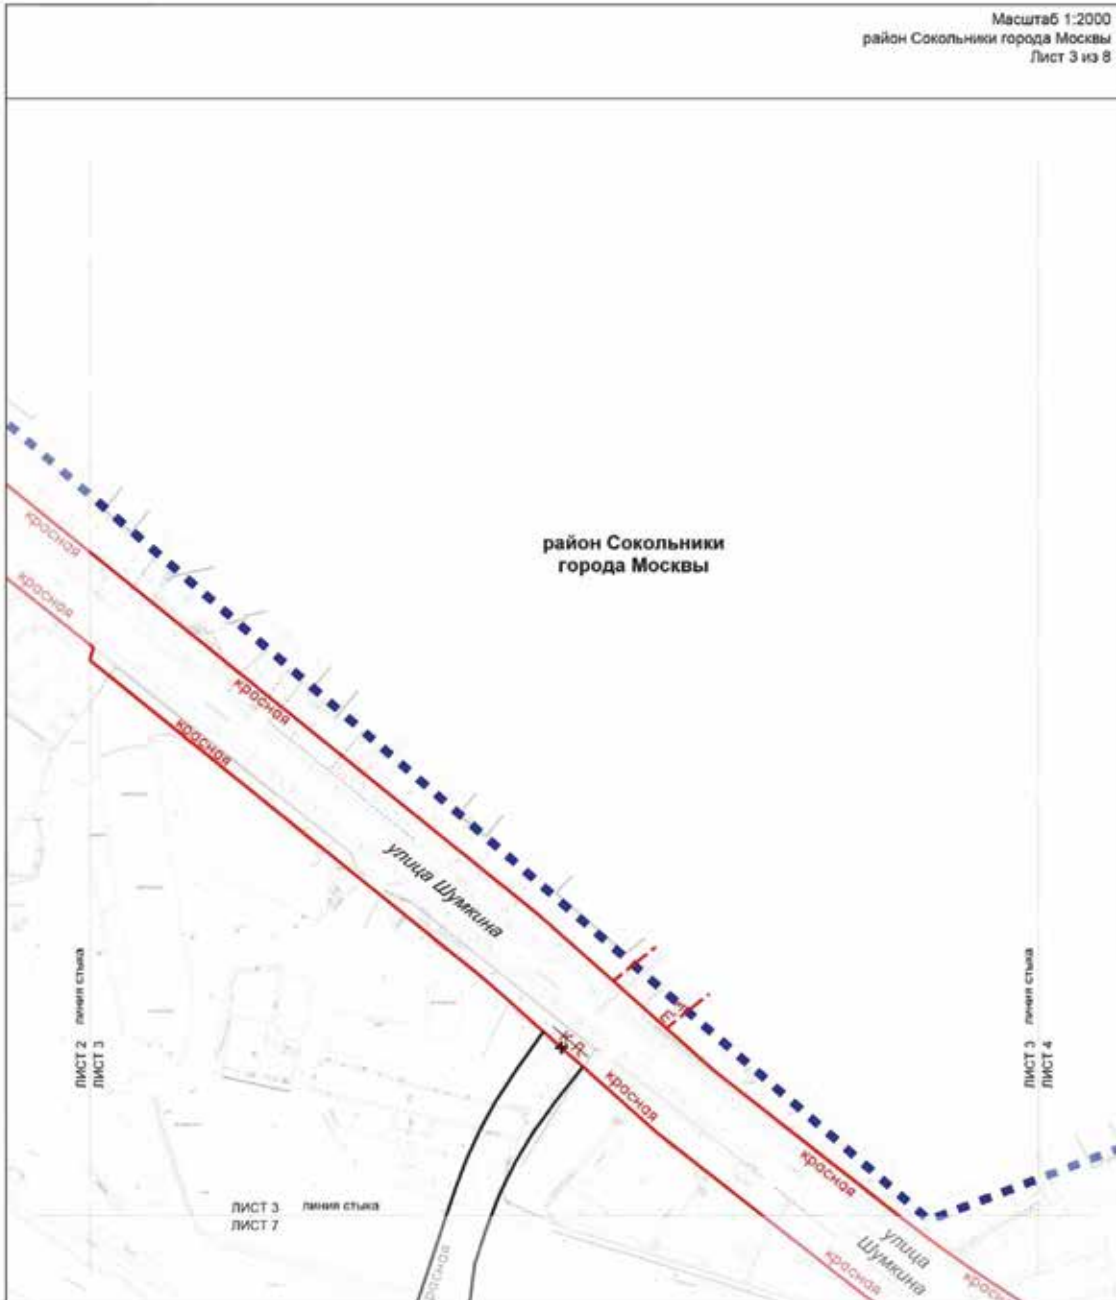 Масштаб 1:2000
район Сокольники города Москвы
Лист 3 из 8
красная
красная
район Сокольники
города Москвы
красная
красная
улица Шумкина
ЛИСТ 2 линия стыка
ЛИСТ 3
ЛИСТ 3 линия стыка
ЛИСТ 4
К.Л.
красная
красная
ЛИСТ 3 линия стыка
ЛИСТ 7
красная
улица
Шумкина
красная